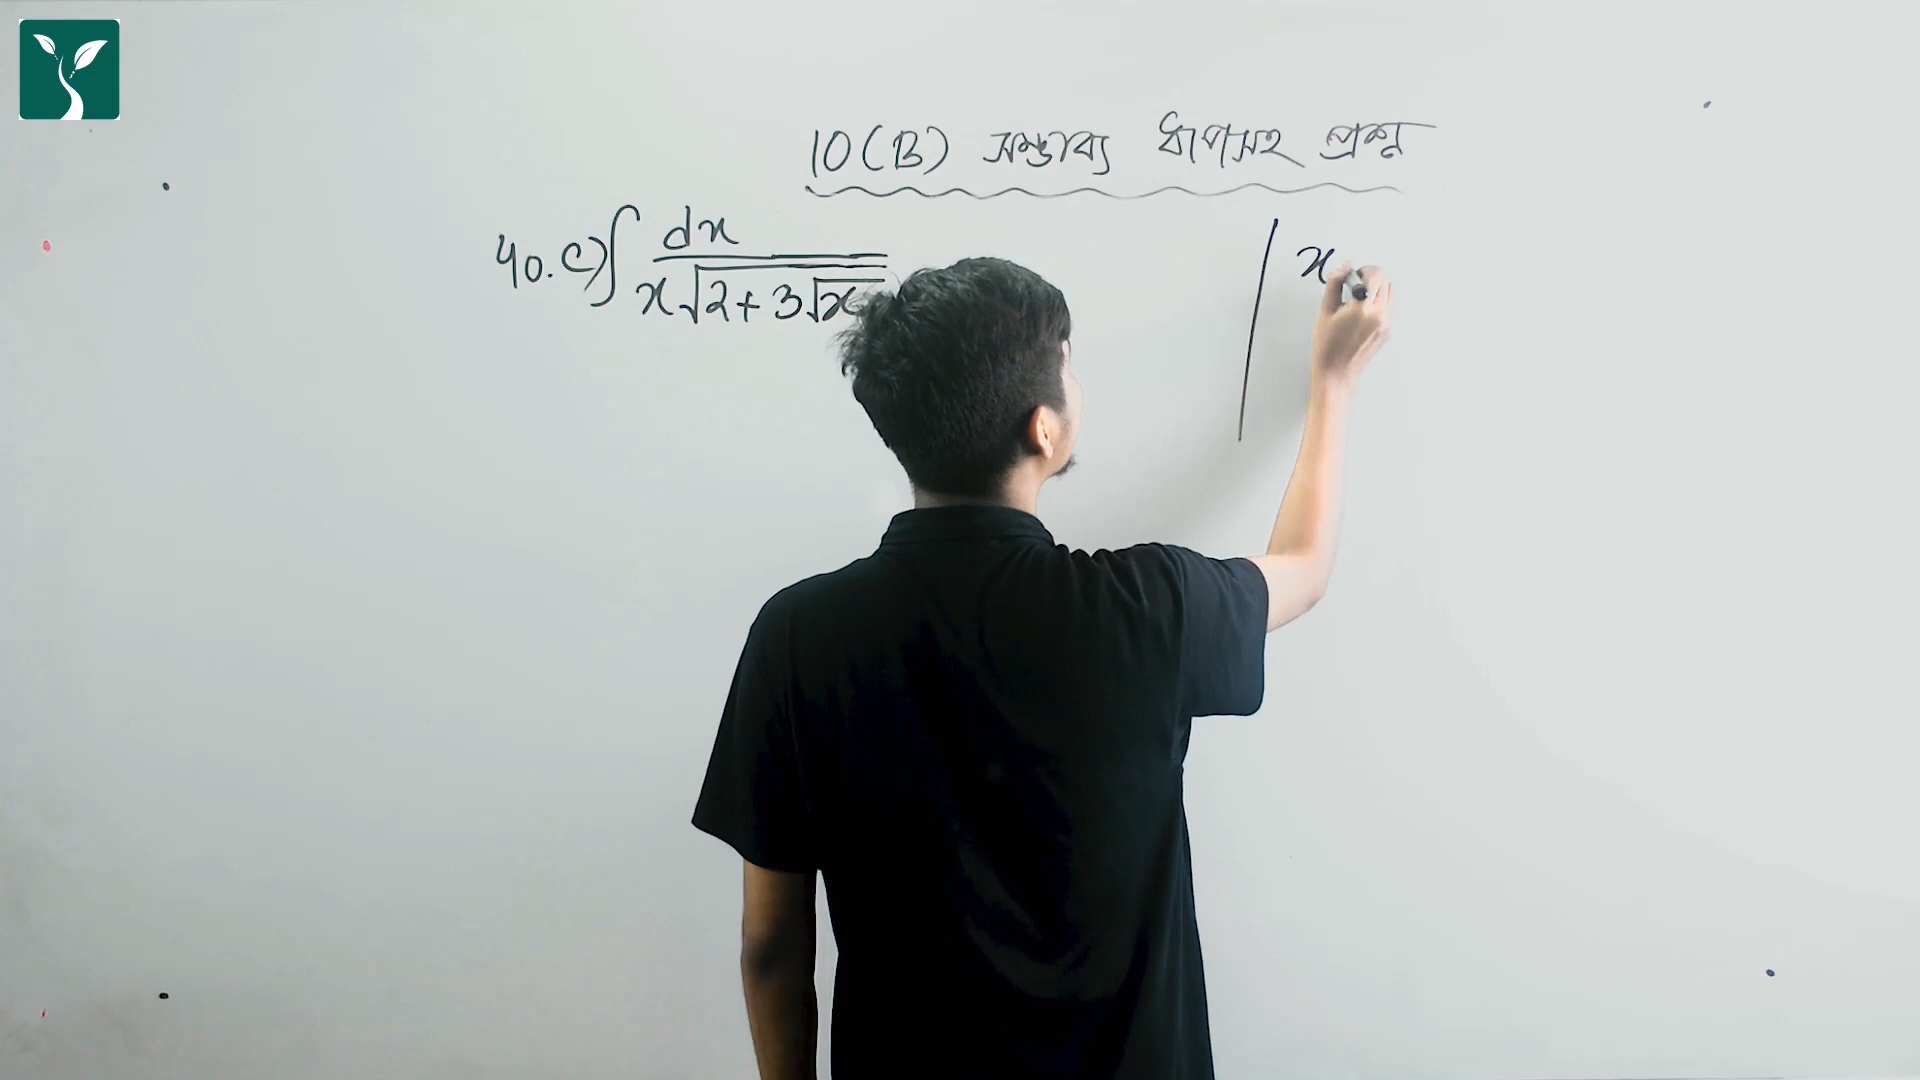 10(B) সম্ভাব্য ধাপসহ প্রশ্ন
40. c) ∫ dx / x√2+3√x
x